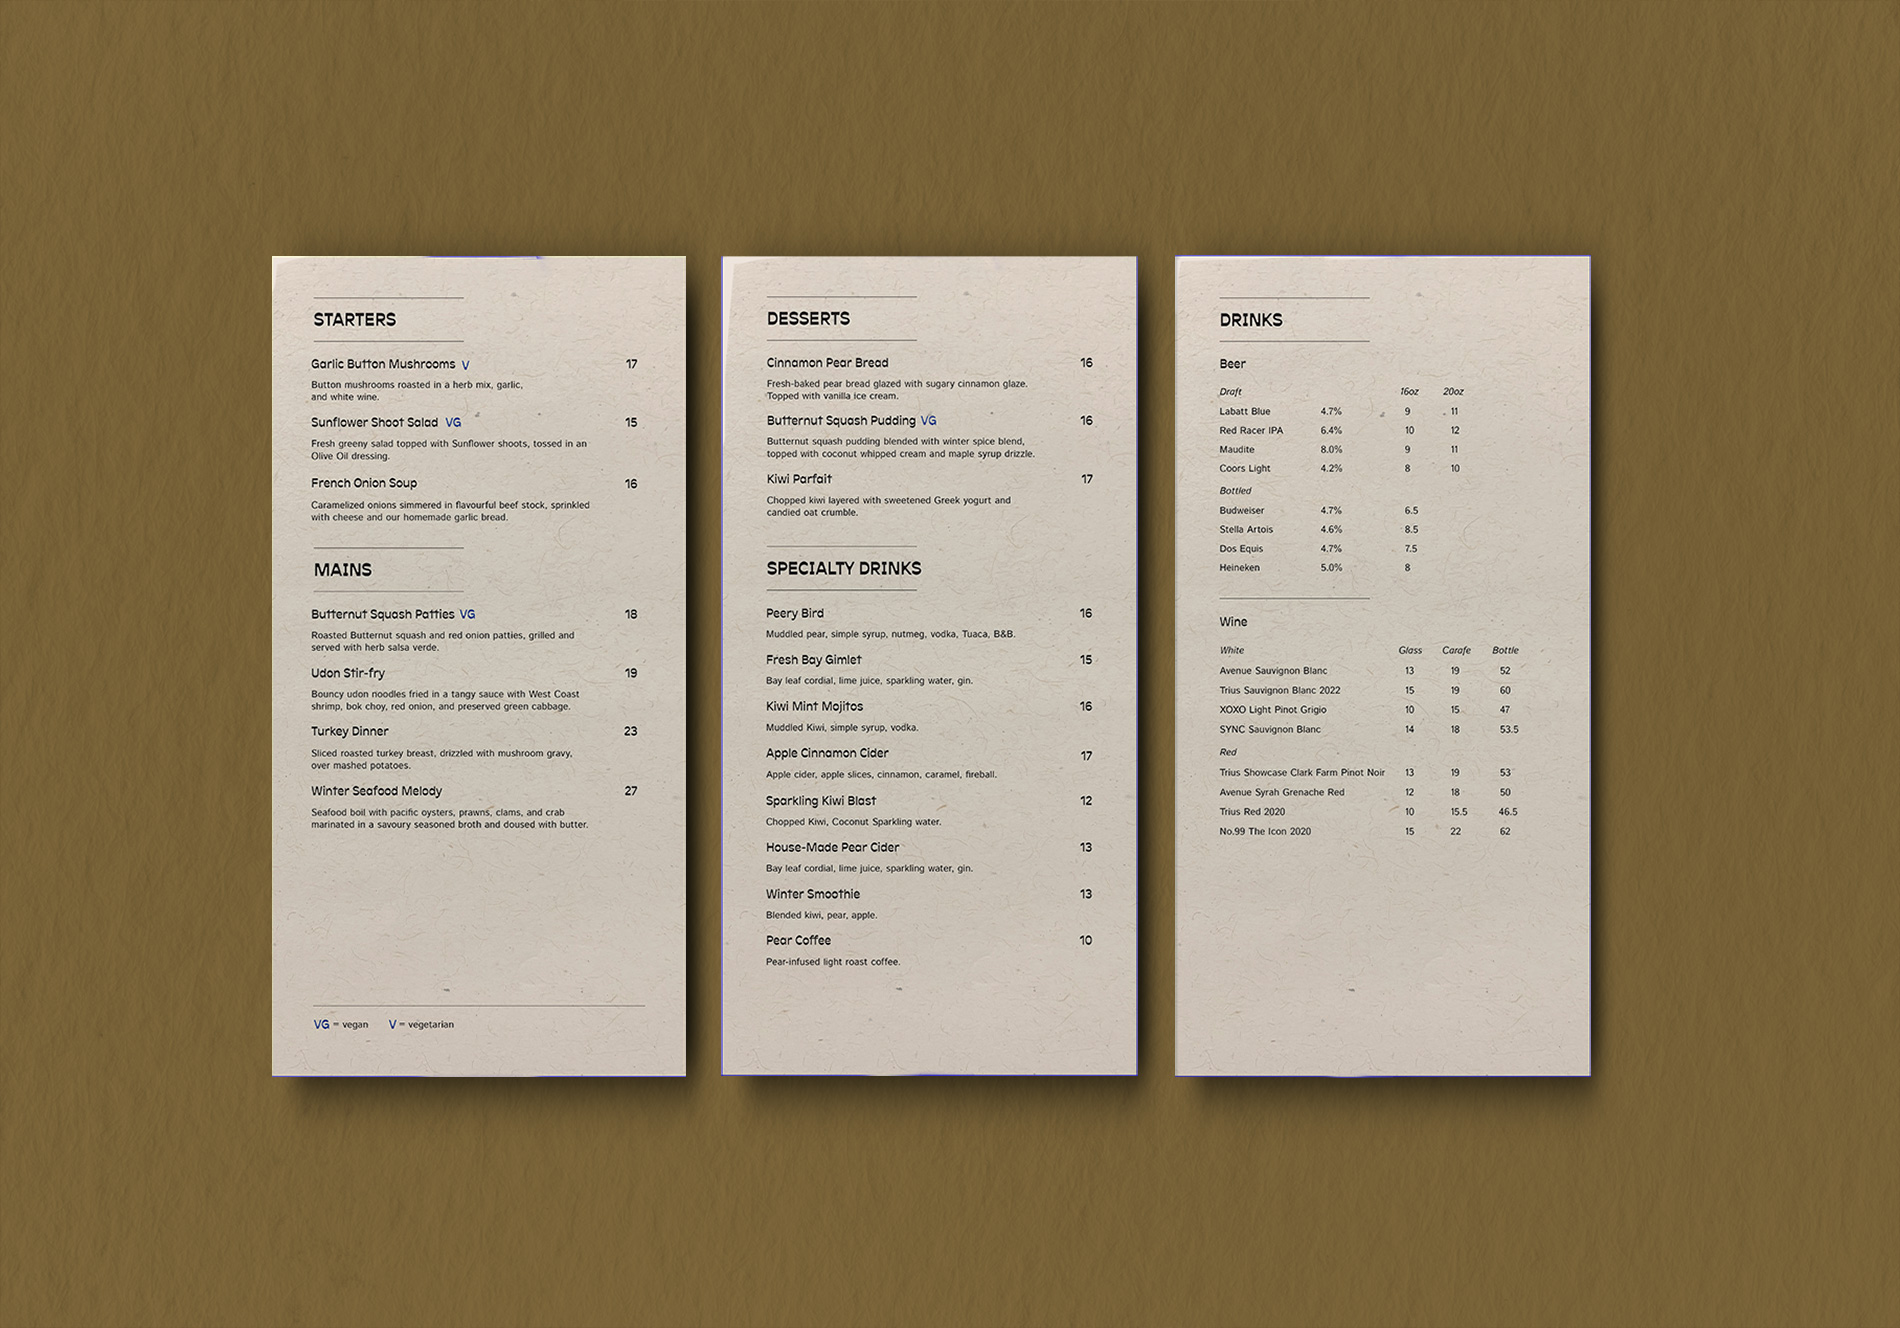 STARTERS
Garlic Button Mushrooms V 17
Button mushrooms roasted in a herb mix, garlic,
and white wine.
Sunflower Shoot Salad VG 15
Fresh greeny salad topped with Sunflower shoots, tossed in an
Olive Oil dressing.
French Onion Soup 16
Caramelized onions simmered in flavourful beef stock, sprinkled
with cheese and our homemade garlic bread.
MAINS
Butternut Squash Patties VG 18
Roasted Butternut squash and red onion patties, grilled and
served with herb salsa verde.
Udon Stir-fry 19
Bouncy udon noodles fried in a tangy sauce with West Coast
shrimp, bok choy, red onion, and preserved green cabbage.
Turkey Dinner 23
Sliced roasted turkey breast, drizzled with mushroom gravy,
over mashed potatoes.
Winter Seafood Melody 27
Seafood boil with pacific oysters, prawns, clams, and crab
marinated in a savoury seasoned broth and doused with butter.
VG = vegan V = vegetarian
DESSERTS
Cinnamon Pear Bread 16
Fresh-baked pear bread glazed with sugary cinnamon glaze.
Topped with vanilla ice cream.
Butternut Squash Pudding VG 16
Butternut squash pudding blended with winter spice blend,
topped with coconut whipped cream and maple syrup drizzle.
Kiwi Parfait 17
Chopped kiwi layered with sweetened Greek yogurt and
candied oat crumble.
SPECIALTY DRINKS
Peery Bird 16
Muddled pear, simple syrup, nutmeg, vodka, Tuaca, B&B.
Fresh Bay Gimlet 15
Bay leaf cordial, lime juice, sparkling water, gin.
Kiwi Mint Mojitos 16
Muddled Kiwi, simple syrup, vodka.
Apple Cinnamon Cider 17
Apple cider, apple slices, cinnamon, caramel, fireball.
Sparkling Kiwi Blast 12
Chopped Kiwi, Coconut Sparkling water.
House-Made Pear Cider 13
Bay leaf cordial, lime juice, sparkling water, gin.
Winter Smoothie 13
Blended kiwi, pear, apple.
Pear Coffee 10
Pear-infused light roast coffee.
DRINKS
Beer
Draft 16oz 20oz
Labatt Blue 4.7% 9 11
Red Racer IPA 6.4% 10 12
Maudite 8.0% 9 11
Coors Light 4.2% 8 10
Bottled
Budweiser 4.7% 6.5
Stella Artois 4.6% 8.5
Dos Equis 4.7% 7.5
Heineken 5.0% 8
Wine
White Glass Carafe Bottle
Avenue Sauvignon Blanc 13 19 52
Trius Sauvignon Blanc 2022 15 19 60
XOXO Light Pinot Grigio 10 15 47
SYNC Sauvignon Blanc 14 18 53.5
Red
Trius Showcase Clark Farm Pinot Noir 13 19 53
Avenue Syrah Grenache Red 12 18 50
Trius Red 2020 10 15.5 46.5
No.99 The Icon 2020 15 22 62